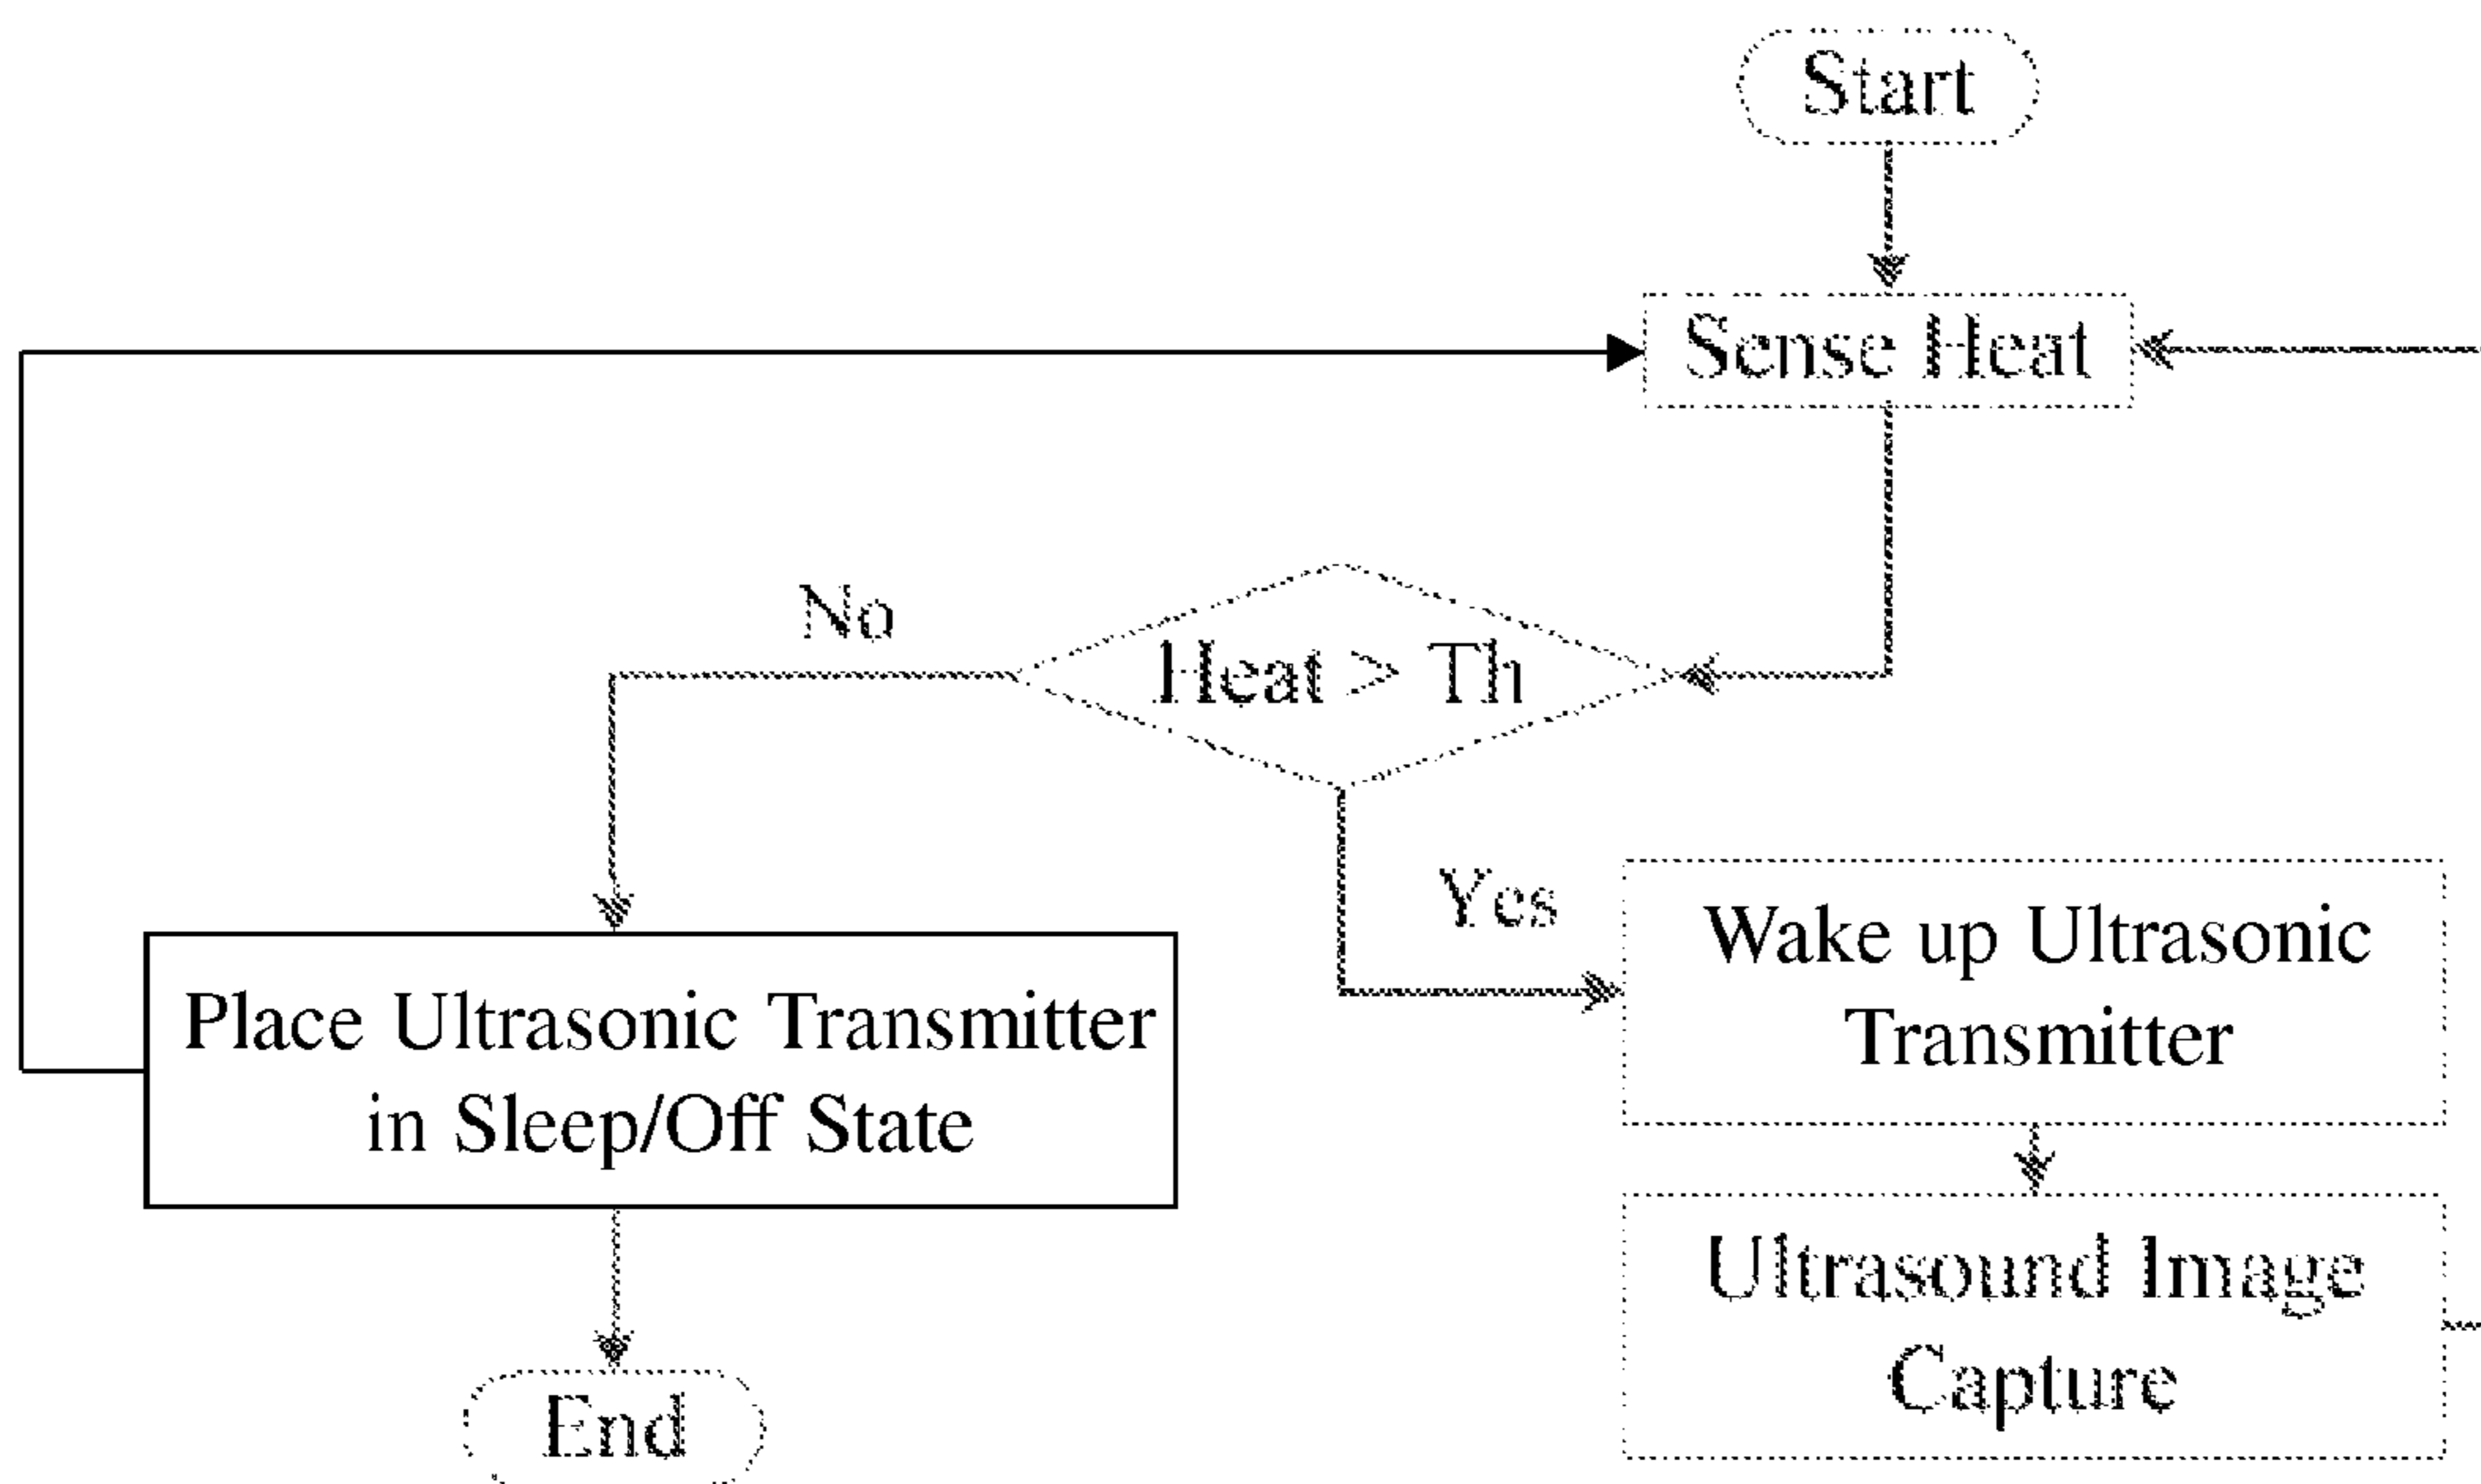 Start
Sense Heat
No
Heat > Th
Yes
Wake up Ultrasonic
Transmitter
Place Ultrasonic Transmitter
in Sleep/Off State
Ultrasound Image
Capture
End